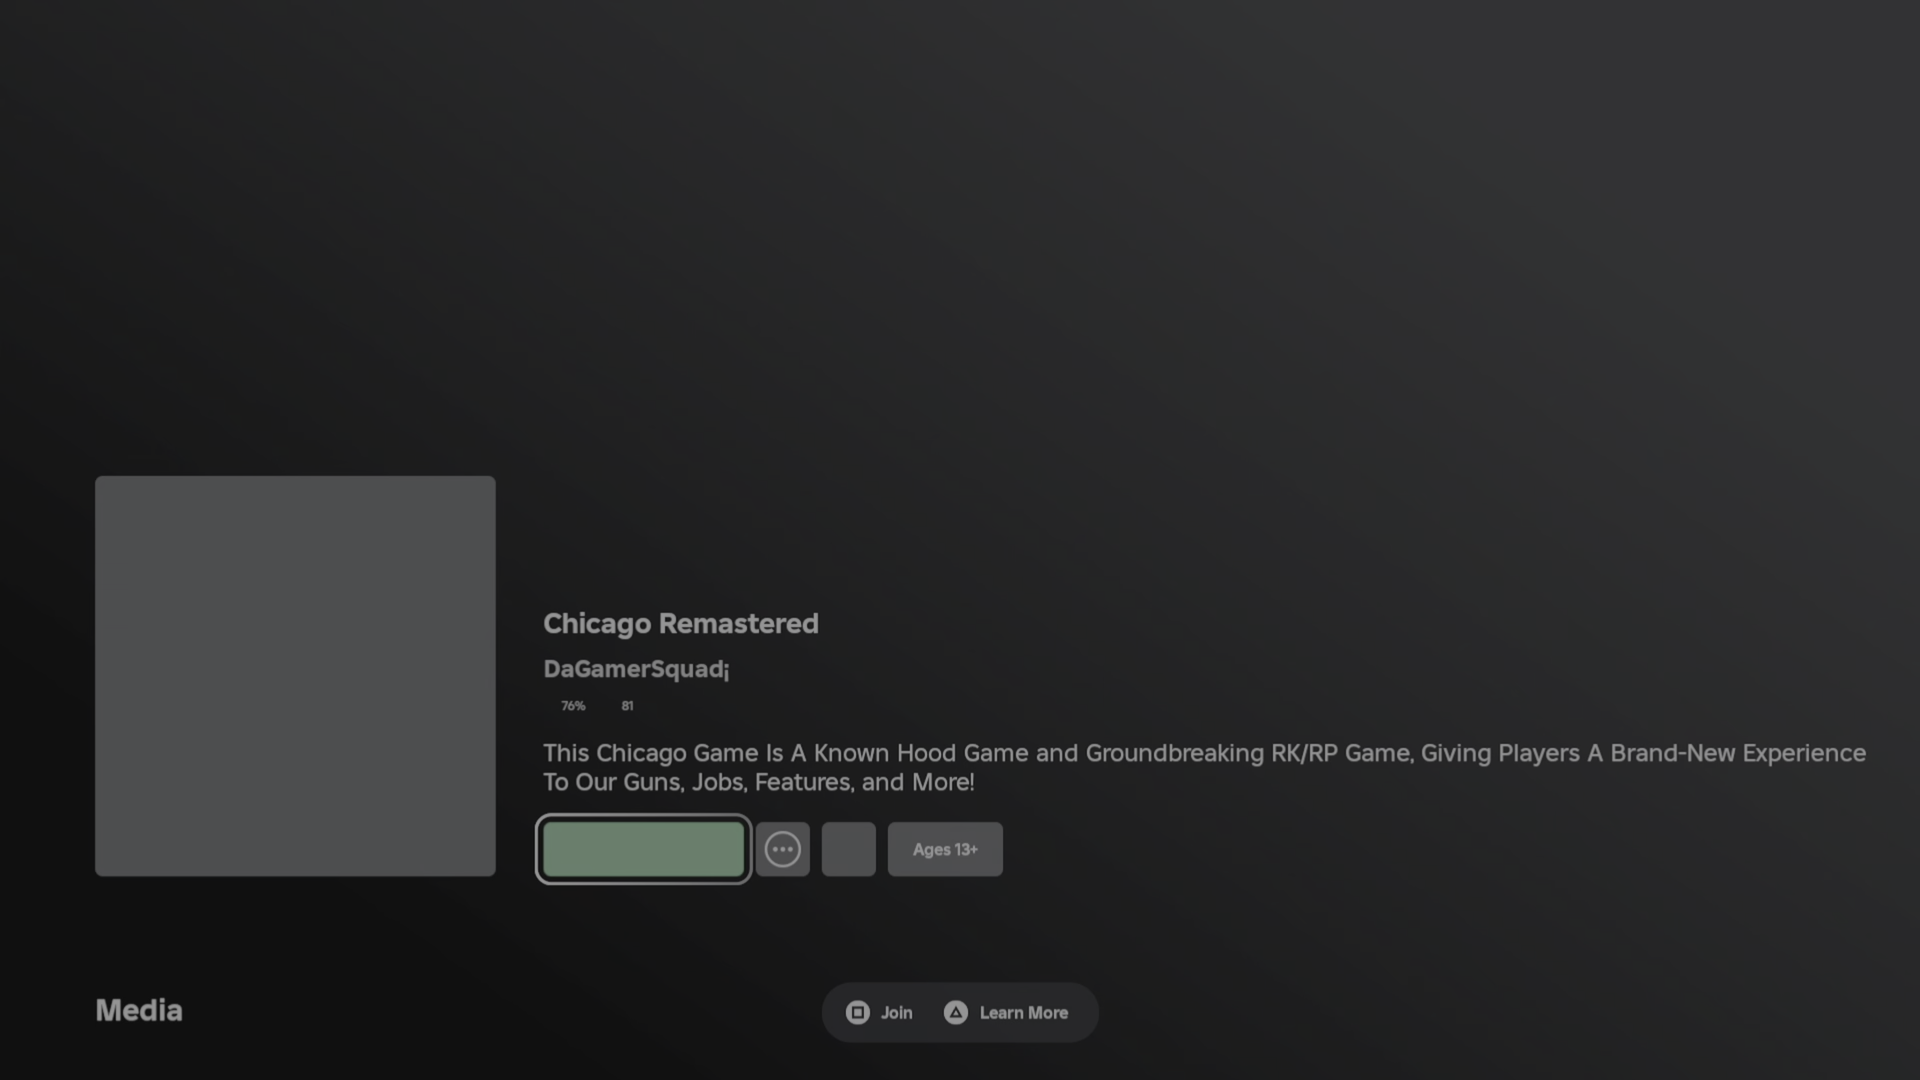 Chicago Remastered
DaGamerSquad¡
76% 81
This Chicago Game Is A Known Hood Game and Groundbreaking RK/RP Game, Giving Players A Brand-New Experience
To Our Guns, Jobs, Features, and More!
Ages 13+
Media
Join Learn More